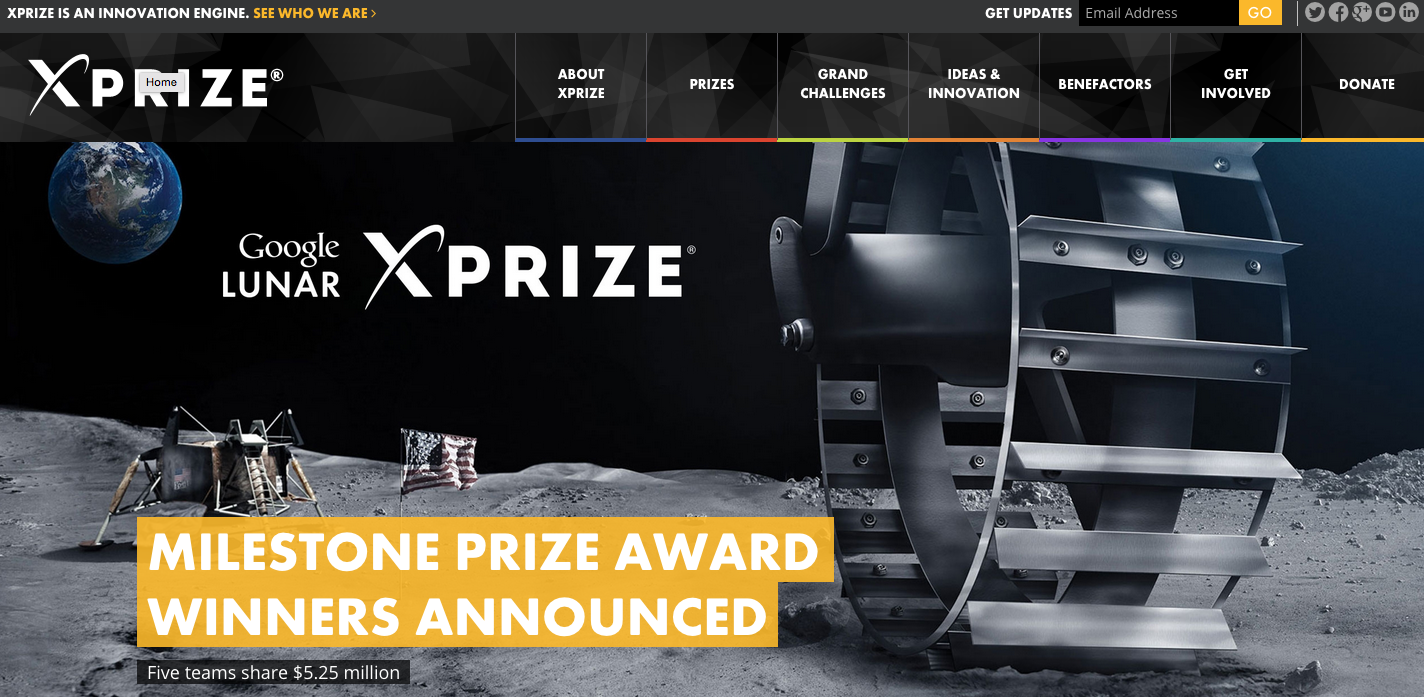 XPRIZE IS AN INNOVATION ENGINE. SEE WHO WE ARE >
GET UPDATES
Email Address
GO
XPRIZE®
Home
ABOUT
XPRIZE
PRIZES
GRAND
CHALLENGES
IDEAS &
INNOVATION
BENEFACTORS
GET
INVOLVED
DONATE
Google
LUNAR
XPRIZE®
MILESTONE PRIZE AWARD
WINNERS ANNOUNCED
Five teams share $5.25 million